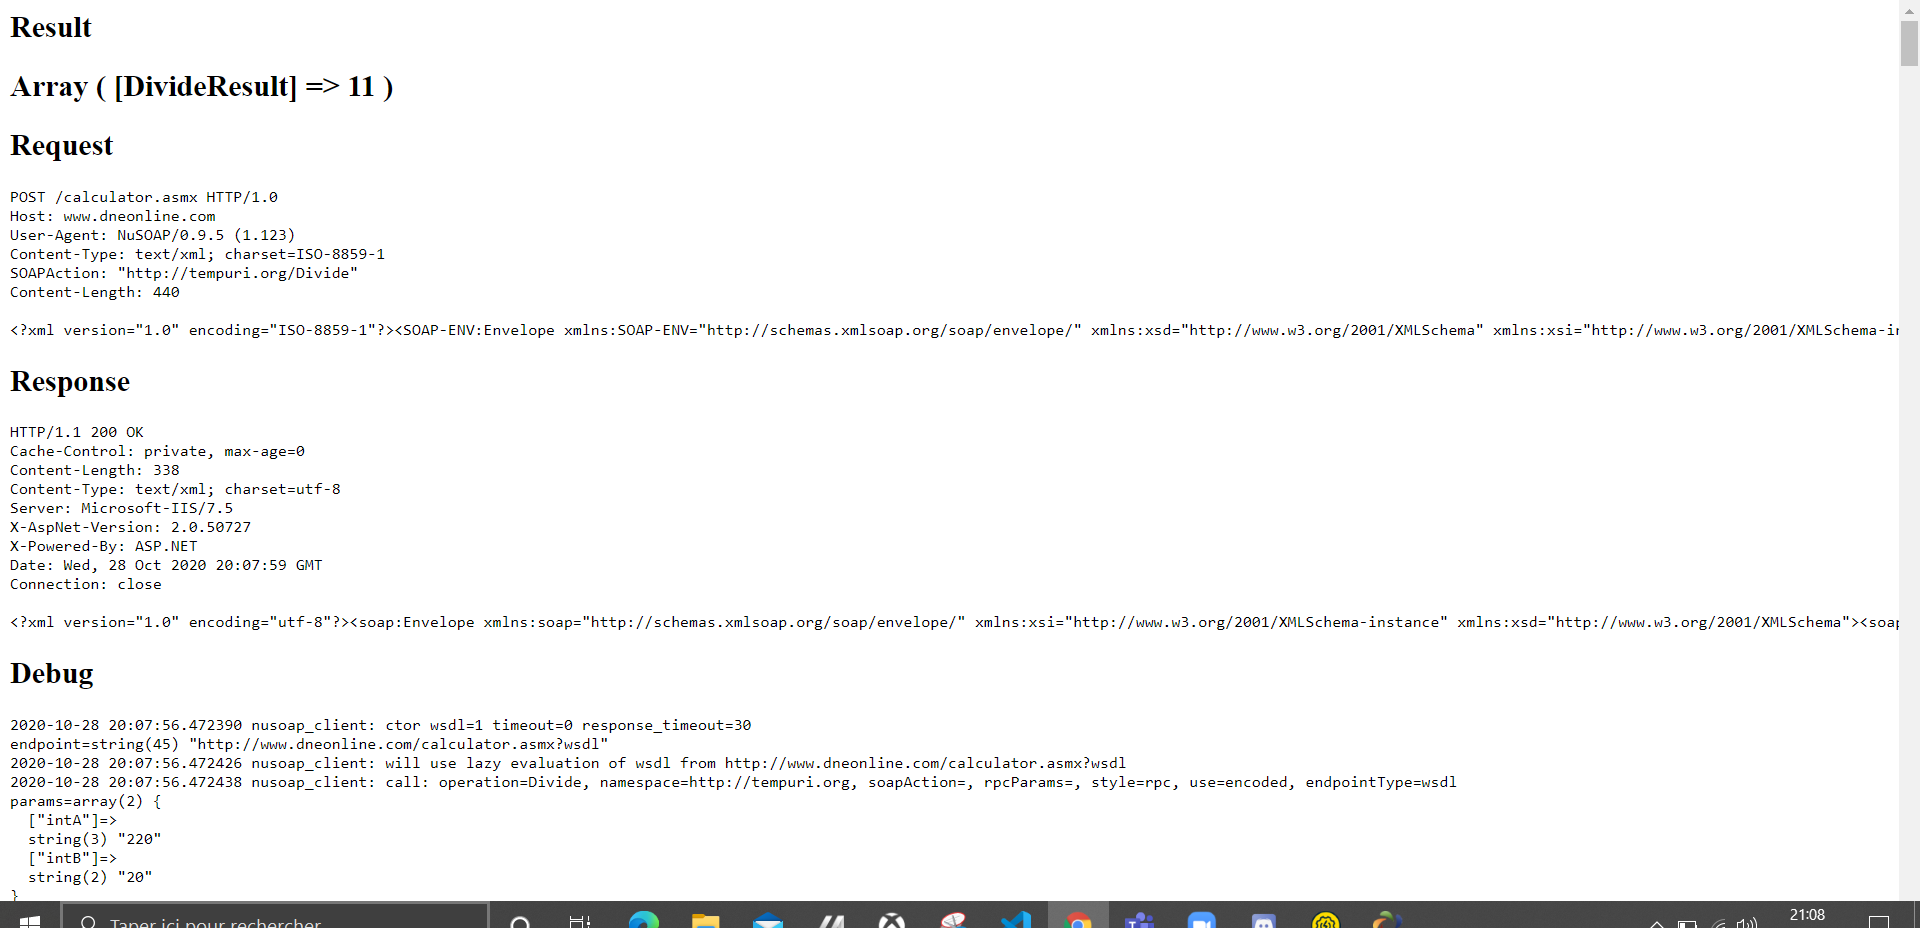 Result
Array ( [DivideResult] => 11 )
Request
POST /calculator.asmx HTTP/1.0
Host: www.dneonline.com
User-Agent: NuSOAP/0.9.5 (1.123)
Content-Type: text/xml; charset=ISO-8859-1
SOAPAction: "http://tempuri.org/Divide"
Content-Length: 440
<?xml version="1.0" encoding="ISO-8859-1"?><SOAP-ENV:Envelope xmlns:SOAP-ENV="http://schemas.xmlsoap.org/soap/envelope/" xmlns:xsd="http://www.w3.org/2001/XMLSchema" xmlns:xsi="http://www.w3.org/2001/XMLSchema-in
Response
HTTP/1.1 200 OK
Cache-Control: private, max-age=0
Content-Length: 338
Content-Type: text/xml; charset=utf-8
Server: Microsoft-IIS/7.5
X-AspNet-Version: 2.0.50727
X-Powered-By: ASP.NET
Date: Wed, 28 Oct 2020 20:07:59 GMT
Connection: close
<?xml version="1.0" encoding="utf-8"?><soap:Envelope xmlns:soap="http://schemas.xmlsoap.org/soap/envelope/" xmlns:xsi="http://www.w3.org/2001/XMLSchema-instance" xmlns:xsd="http://www.w3.org/2001/XMLSchema"><soap
Debug
2020-10-28 20:07:56.472390 nusoap_client: ctor wsdl=1 timeout=0 response_timeout=30
endpoint=string(45) "http://www.dneonline.com/calculator.asmx?wsdl"
2020-10-28 20:07:56.472426 nusoap_client: will use lazy evaluation of wsdl from http://www.dneonline.com/calculator.asmx?wsdl
2020-10-28 20:07:56.472438 nusoap_client: call: operation=Divide, namespace=http://tempuri.org, soapAction=, rpcParams=, style=rpc, use=encoded, endpointType=wsdl
params=array(2) {
["intA"]=>
string(3) "220"
["intB"]=>
string(2) "20"
}
Taper ici pour rechercher
21:08